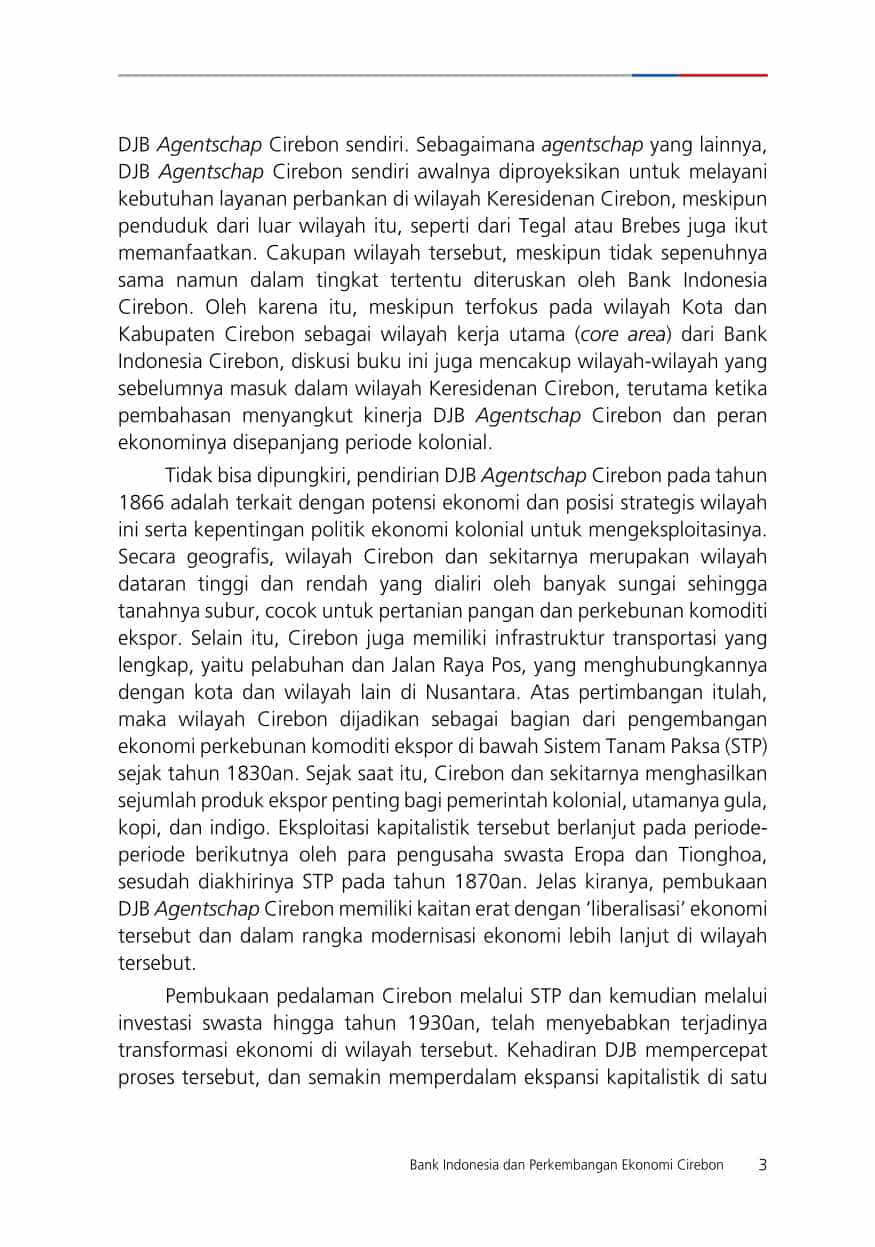 DJB Agentschap Cirebon sendiri. Sebagaimana agentschap yang lainnya,
DJB Agentschap Cirebon sendiri awalnya diproyeksikan untuk melayani
kebutuhan layanan perbankan di wilayah Keresidenan Cirebon, meskipun
penduduk dari luar wilayah itu, seperti dari Tegal atau Brebes juga ikut
memanfaatkan. Cakupan wilayah tersebut, meskipun tidak sepenuhnya
sama namun dalam tingkat tertentu diteruskan oleh Bank Indonesia
Cirebon. Oleh karena itu, meskipun terfokus pada wilayah Kota dan
Kabupaten Cirebon sebagai wilayah kerja utama (core area) dari Bank
Indonesia Cirebon, diskusi buku ini juga mencakup wilayah-wilayah yang
sebelumnya masuk dalam wilayah Keresidenan Cirebon, terutama ketika
pembahasan menyangkut kinerja DJB Agentschap Cirebon dan peran
ekonominya disepanjang periode kolonial.
Tidak bisa dipungkiri, pendirian DJB Agentschap Cirebon pada tahun
1866 adalah terkait dengan potensi ekonomi dan posisi strategis wilayah
ini serta kepentingan politik ekonomi kolonial untuk mengeksploitasinya.
Secara geografis, wilayah Cirebon dan sekitarnya merupakan wilayah
dataran tinggi dan rendah yang dialiri oleh banyak sungai sehingga
tanahnya subur, cocok untuk pertanian pangan dan perkebunan komoditi
ekspor. Selain itu, Cirebon juga memiliki infrastruktur transportasi yang
lengkap, yaitu pelabuhan dan Jalan Raya Pos, yang menghubungkannya
dengan kota dan wilayah lain di Nusantara. Atas pertimbangan itulah,
maka wilayah Cirebon dijadikan sebagai bagian dari pengembangan
ekonomi perkebunan komoditi ekspor di bawah Sistem Tanam Paksa (STP)
sejak tahun 1830an. Sejak saat itu, Cirebon dan sekitarnya menghasilkan
sejumlah produk ekspor penting bagi pemerintah kolonial, utamanya gula,
kopi, dan indigo. Eksploitasi kapitalistik tersebut berlanjut pada periode-
periode berikutnya oleh para pengusaha swasta Eropa dan Tionghoa,
sesudah diakhirinya STP pada tahun 1870an. Jelas kiranya, pembukaan
DJB Agentschap Cirebon memiliki kaitan erat dengan ‘liberalisasi’ ekonomi
tersebut dan dalam rangka modernisasi ekonomi lebih lanjut di wilayah
tersebut.
Pembukaan pedalaman Cirebon melalui STP dan kemudian melalui
investasi swasta hingga tahun 1930an, telah menyebabkan terjadinya
transformasi ekonomi di wilayah tersebut. Kehadiran DJB mempercepat
proses tersebut, dan semakin memperdalam ekspansi kapitalistik di satu
Bank Indonesia dan Perkembangan Ekonomi Cirebon 3